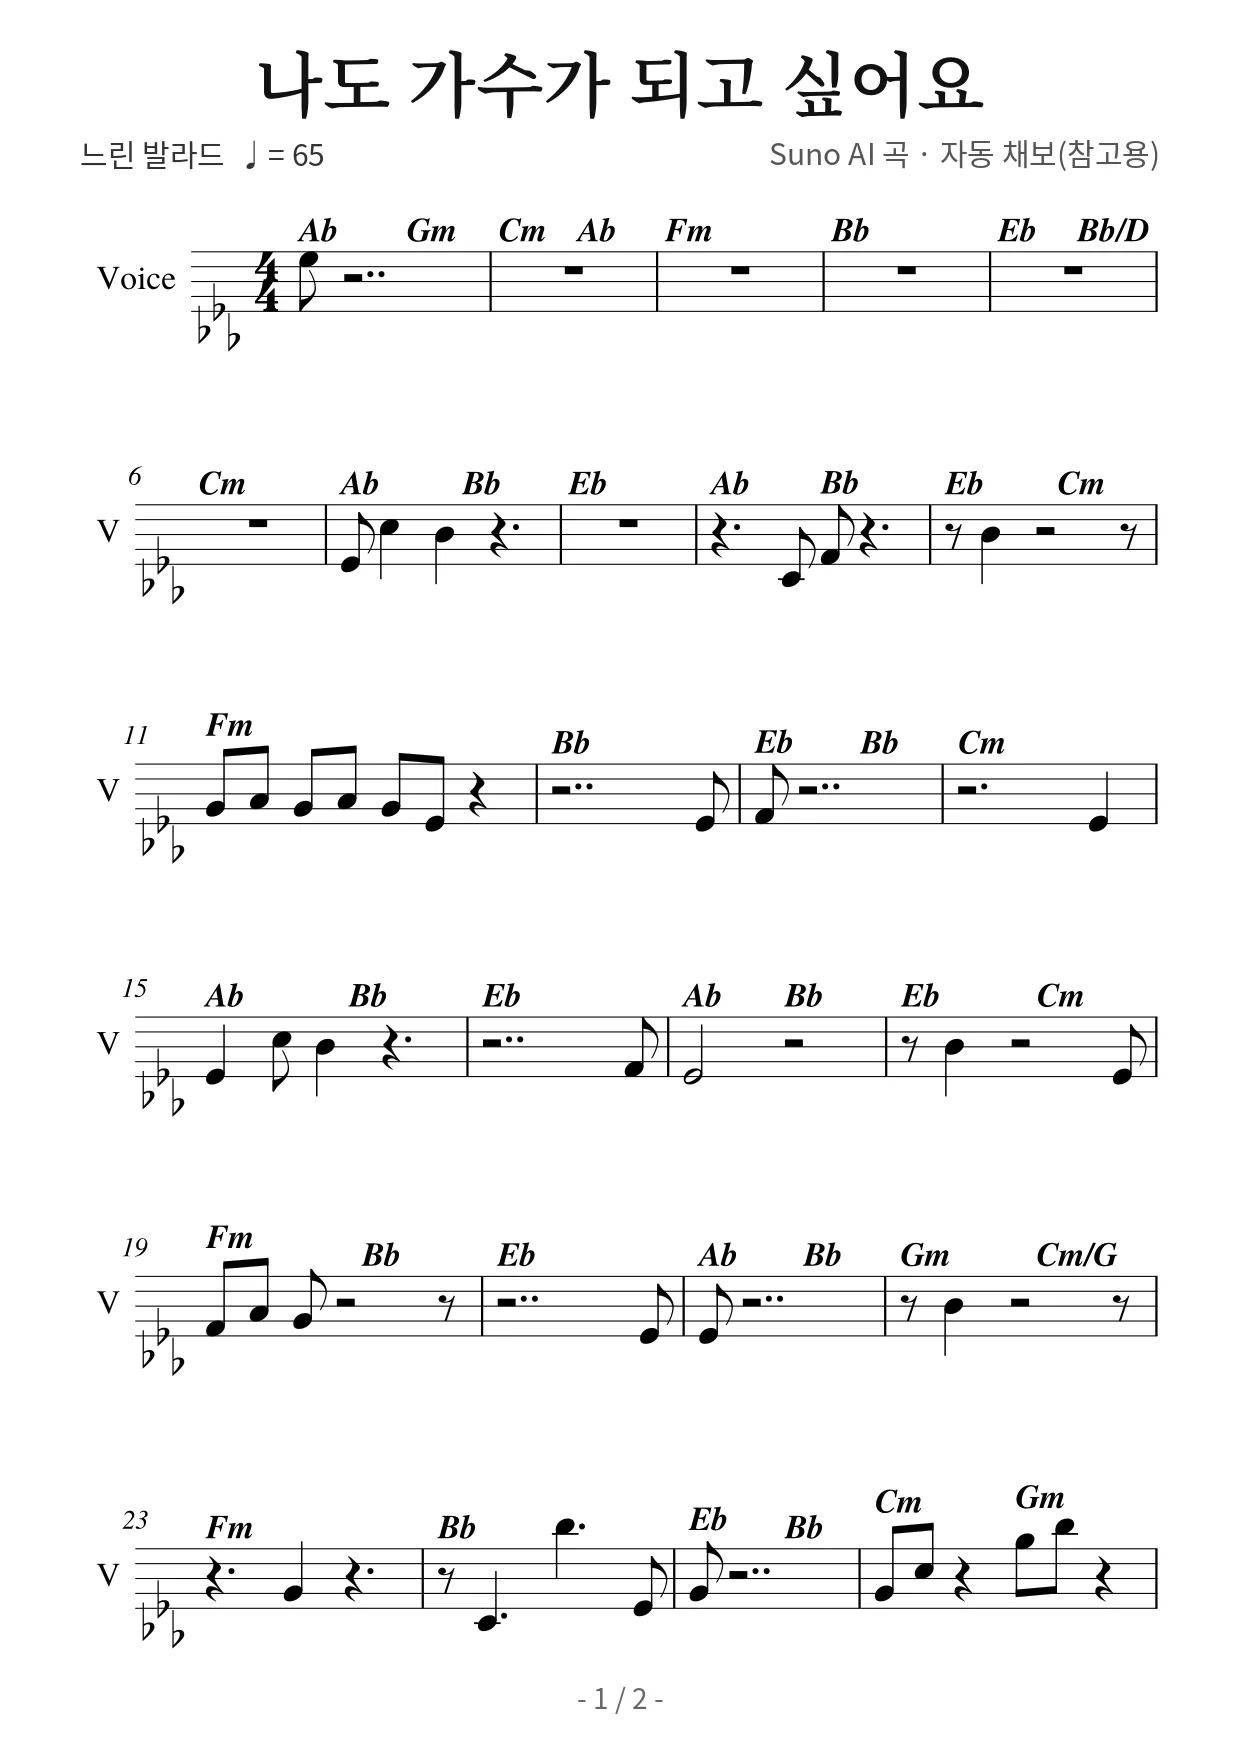 나도 가수가 되고 싶어요
느린 발라드 ♩= 65
Suno AI 곡 · 자동 채보(참고용)
Ab Gm Cm Ab Fm Bb Eb Bb/D
Voice 4/4
6 Cm Ab Bb Eb Ab Bb Eb Cm
V
11 Fm Bb Eb Bb Cm
V
15 Ab Bb Eb Ab Bb Eb Cm
V
19 Fm Bb Eb Ab Bb Gm Cm/G
V
23 Fm Bb Eb Bb Cm Gm
V
- 1 / 2 -